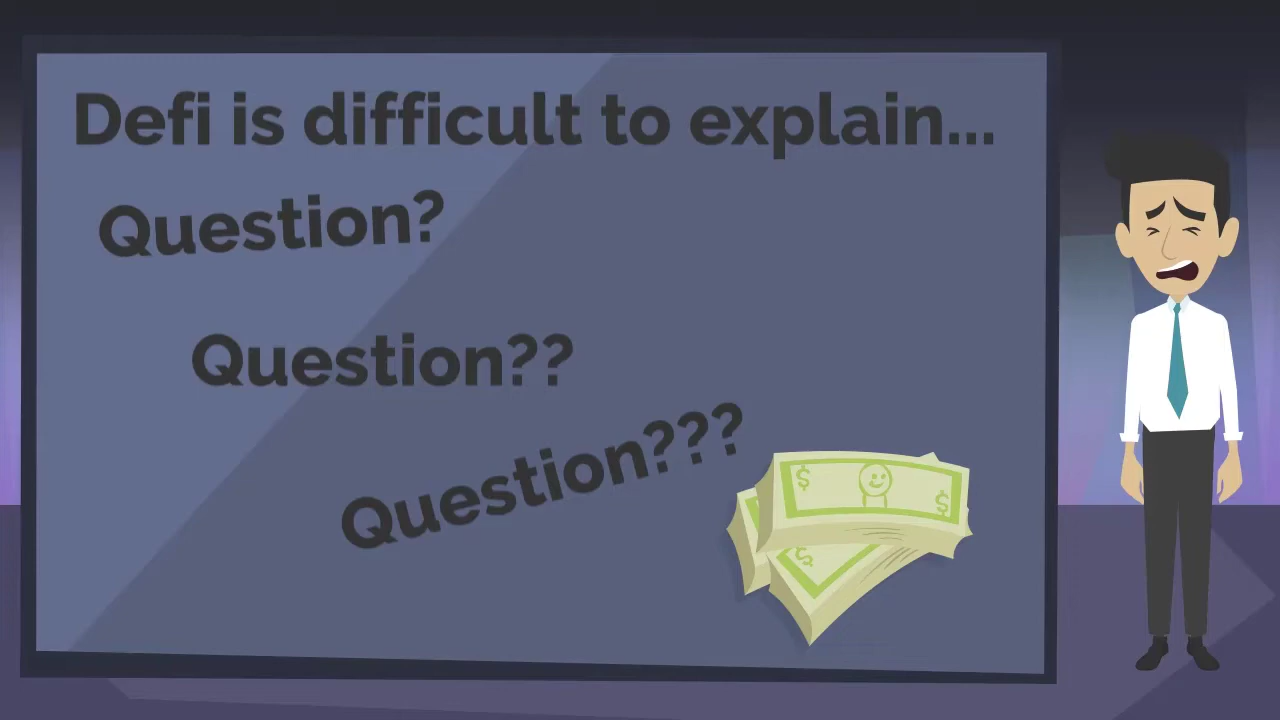 Defi is difficult to explain...
Question?
Question??
Question???
$ $
$